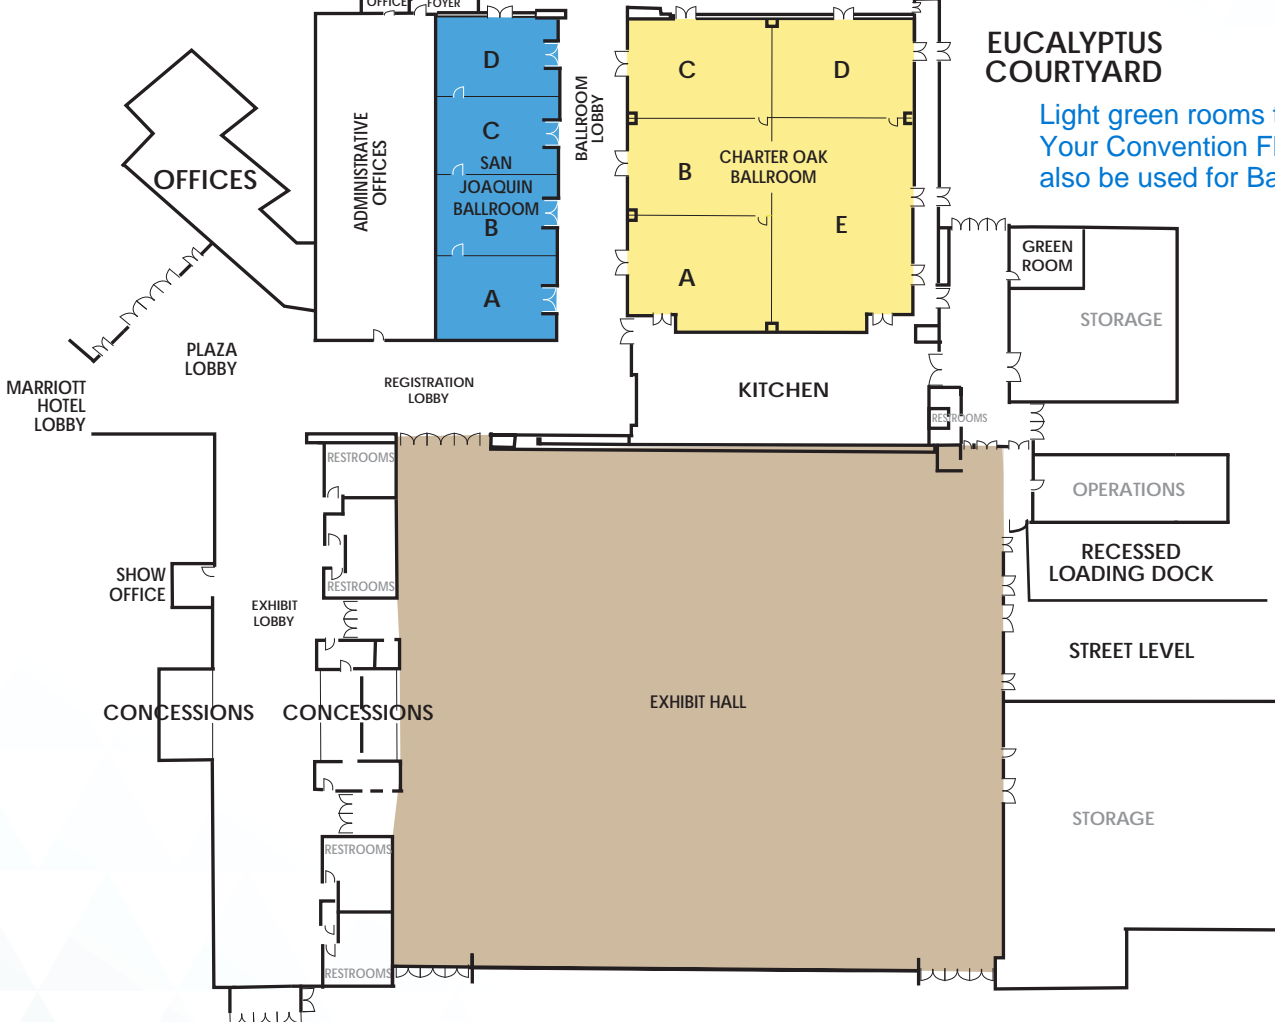 OFFICE
FOYER
EUCALYPTUS
COURTYARD
Light green rooms
Your Convention
also be used for
D
C
SAN
JOAQUIN
BALLROOM
B
A
BALLROOM
LOBBY
C
D
CHARTER OAK
BALLROOM
B
E
A
OFFICES
ADMINISTRATIVE
OFFICES
GREEN
ROOM
STORAGE
PLAZA
LOBBY
MARRIOTT
HOTEL
LOBBY
REGISTRATION
LOBBY
KITCHEN
RESTROOMS
RESTROOMS
OPERATIONS
RECESSED
LOADING DOCK
SHOW
OFFICE
RESTROOMS
EXHIBIT
LOBBY
STREET LEVEL
CONCESSIONS
CONCESSIONS
EXHIBIT HALL
STORAGE
RESTROOMS
RESTROOMS